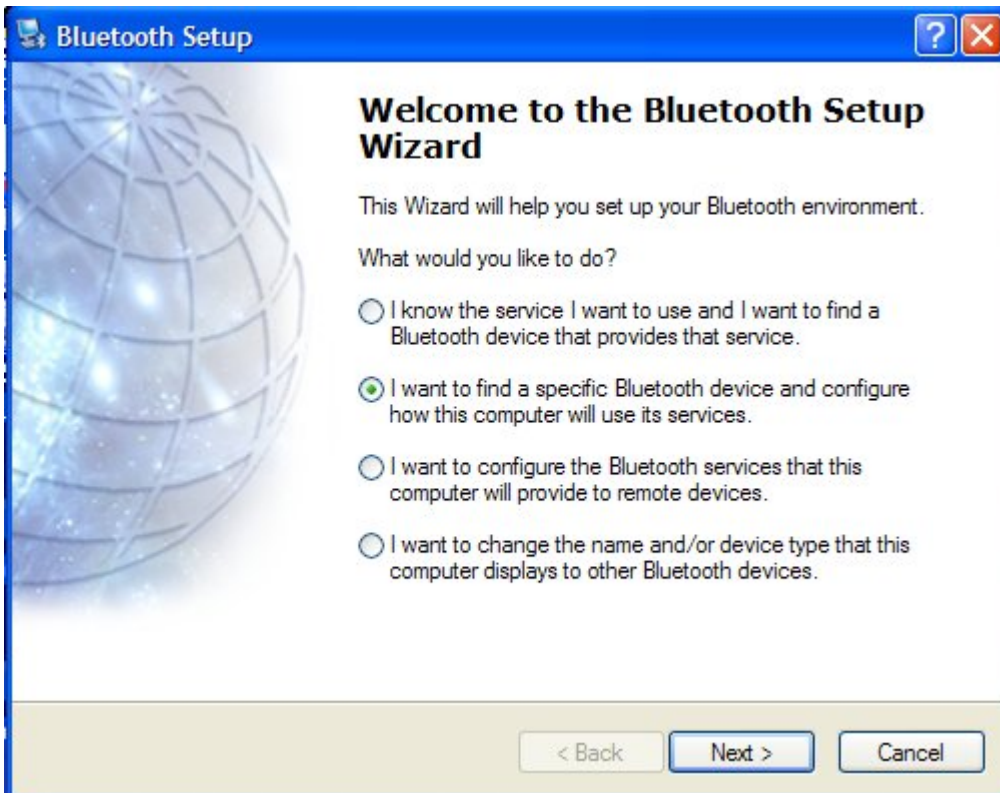 Bluetooth Setup
Welcome to the Bluetooth Setup
Wizard
This Wizard will help you set up your Bluetooth environment.
What would you like to do?
I know the service I want to use and I want to find a
Bluetooth device that provides that service.
I want to find a specific Bluetooth device and configure
how this computer will use its services.
I want to configure the Bluetooth services that this
computer will provide to remote devices.
I want to change the name and/or device type that this
computer displays to other Bluetooth devices.
< Back
Next >
Cancel